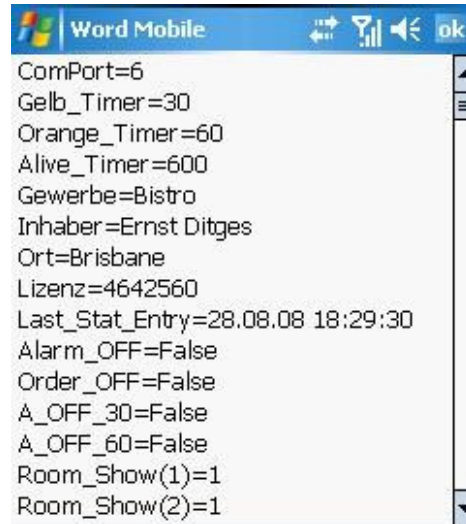 Word Mobile ok
ComPort=6
Gelb_Timer=30
Orange_Timer=60
Alive_Timer=600
Gewerbe=Bistro
Inhaber=Ernst Ditges
Ort=Brisbane
Lizenz=4642560
Last_Stat_Entry=28.08.08 18:29:30
Alarm_OFF=False
Order_OFF=False
A_OFF_30=False
A_OFF_60=False
Room_Show(1)=1
Room_Show(2)=1